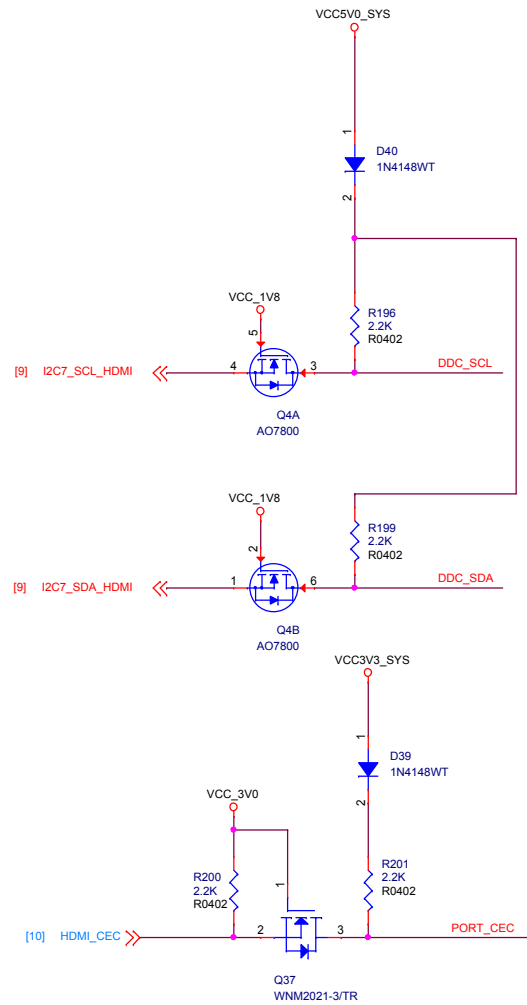 VCC5V0_SYS
1
D40
1N4148WT
2
VCC_1V8
5
R196
2.2K
R0402
[9] I2C7_SCL_HDMI
4
3
DDC_SCL
Q4A
AO7800
VCC_1V8
2
R199
2.2K
R0402
[9] I2C7_SDA_HDMI
1
6
DDC_SDA
Q4B
AO7800
VCC3V3_SYS
1
D39
1N4148WT
2
VCC_3V0
R200
2.2K
R0402
1
R201
2.2K
R0402
[10] HDMI_CEC
2
3
PORT_CEC
Q37
WNM2021-3/TR